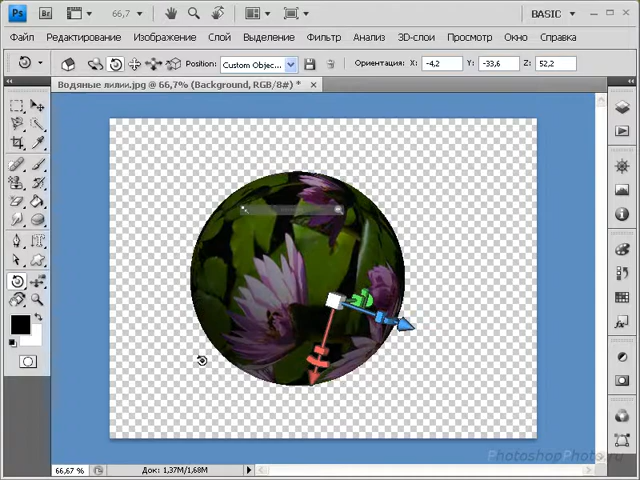 Ps Br 66,7 BASIC
Файл Редактирование Изображение Слой Выделение Фильтр Анализ 3D-слои Просмотр Окно Справка
Position: Custom Objec... Ориентация: X: -4,2 Y: -33,6 Z: 52,2
Водяные лилии.jpg @ 66,7% (Background, RGB/8#) *
66,67 % Док: 1,37M/1,68M
PhotoshopPhoto.ru